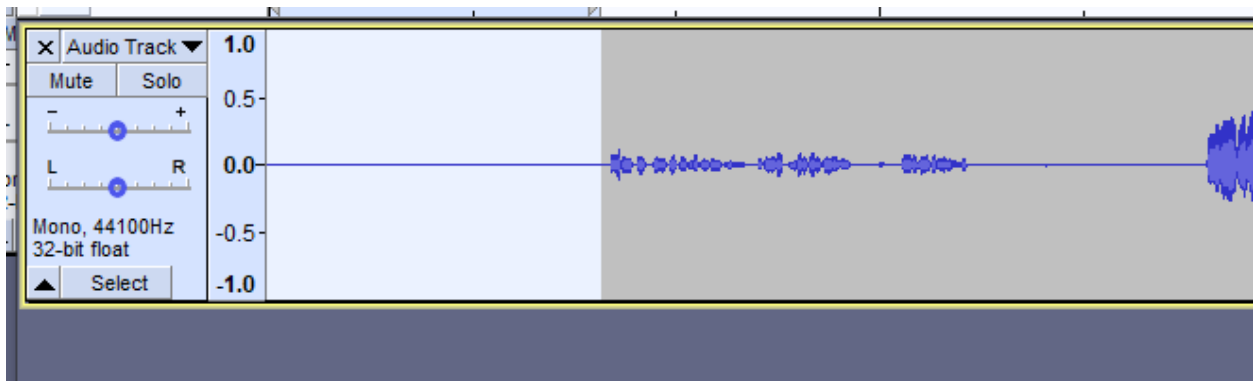 Audio Track
Mute Solo
- +
L R
Mono, 44100Hz
32-bit float
Select
1.0
0.5
0.0
-0.5
-1.0